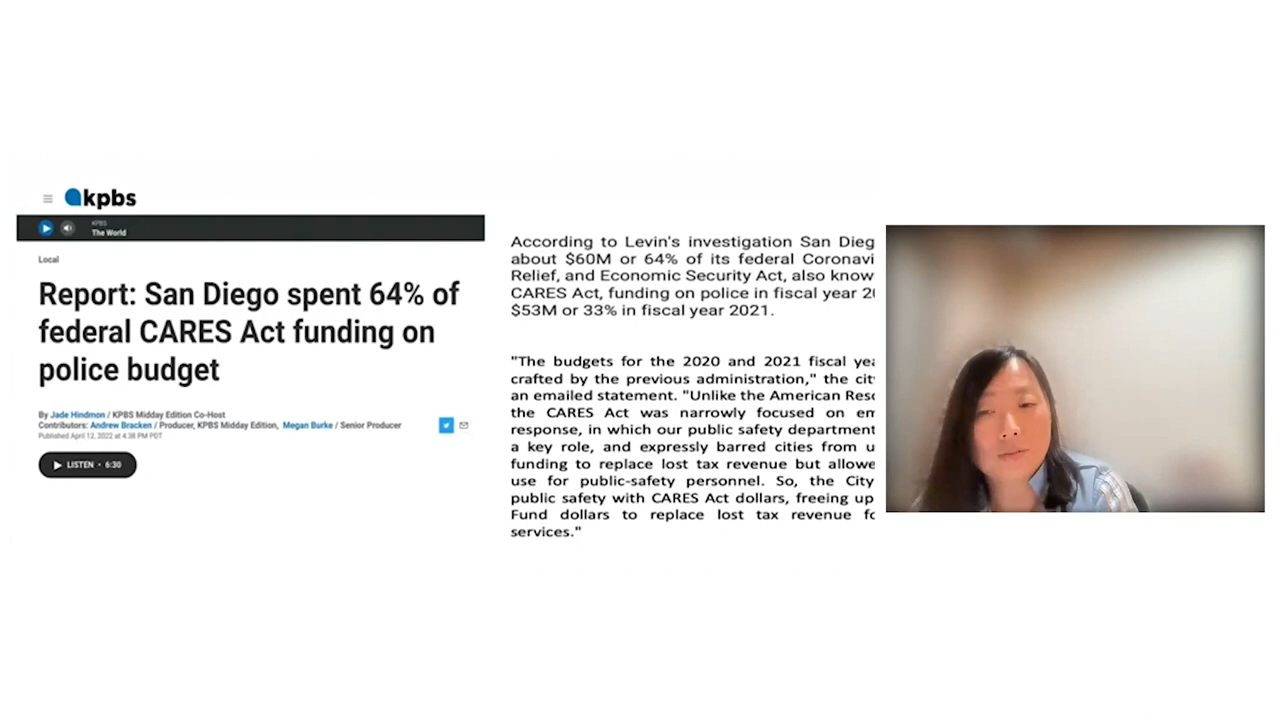 kpbs
KPBS
The World
Local
Report: San Diego spent 64% of
federal CARES Act funding on
police budget
By Jade Hindmon / KPBS Midday Edition Co-Host
Contributors: Andrew Bracken / Producer, KPBS Midday Edition, Megan Burke / Senior Producer
Published April 12, 2022 at 4:38 PM PDT
LISTEN • 6:30
According to Levin's investigation San Dieg
about $60M or 64% of its federal Coronavi
Relief, and Economic Security Act, also know
CARES Act, funding on police in fiscal year 20
$53M or 33% in fiscal year 2021.
"The budgets for the 2020 and 2021 fiscal yea
crafted by the previous administration," the cit
an emailed statement. "Unlike the American Resc
the CARES Act was narrowly focused on em
response, in which our public safety department
a key role, and expressly barred cities from u
funding to replace lost tax revenue but allowe
use for public-safety personnel. So, the City
public safety with CARES Act dollars, freeing up
Fund dollars to replace lost tax revenue fo
services."